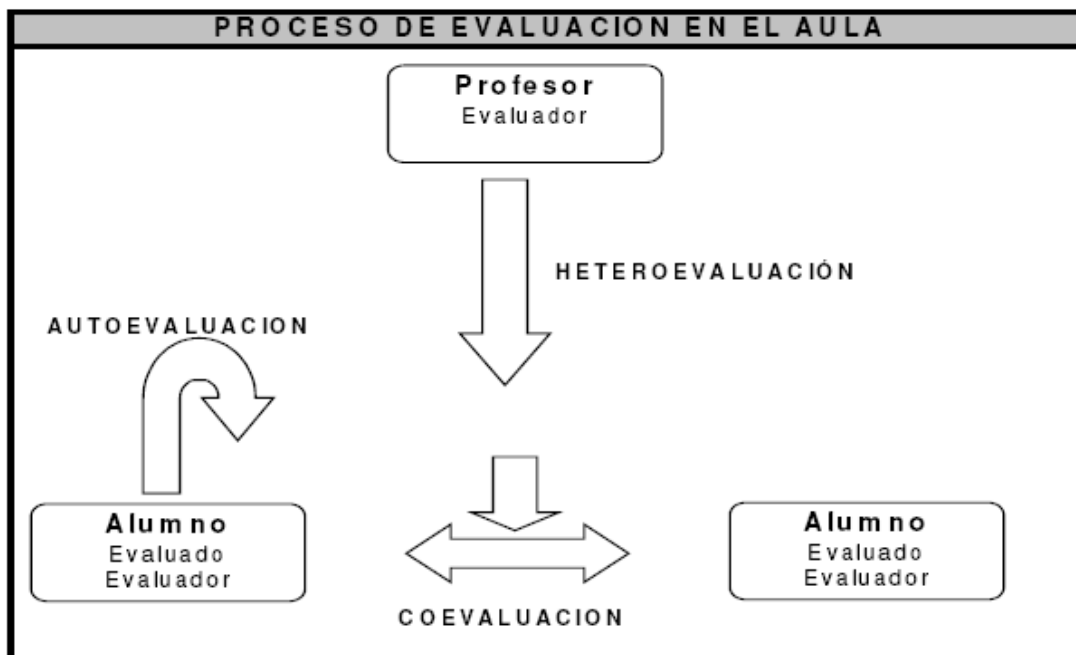 PROCESO DE EVALUACION EN EL AULA
Profesor
Evaluador
HETEROEVALUACIÓN
AUTOEVALUACION
Alumno
Evaluado
Evaluador
Alumno
Evaluado
Evaluador
COEVALUACION